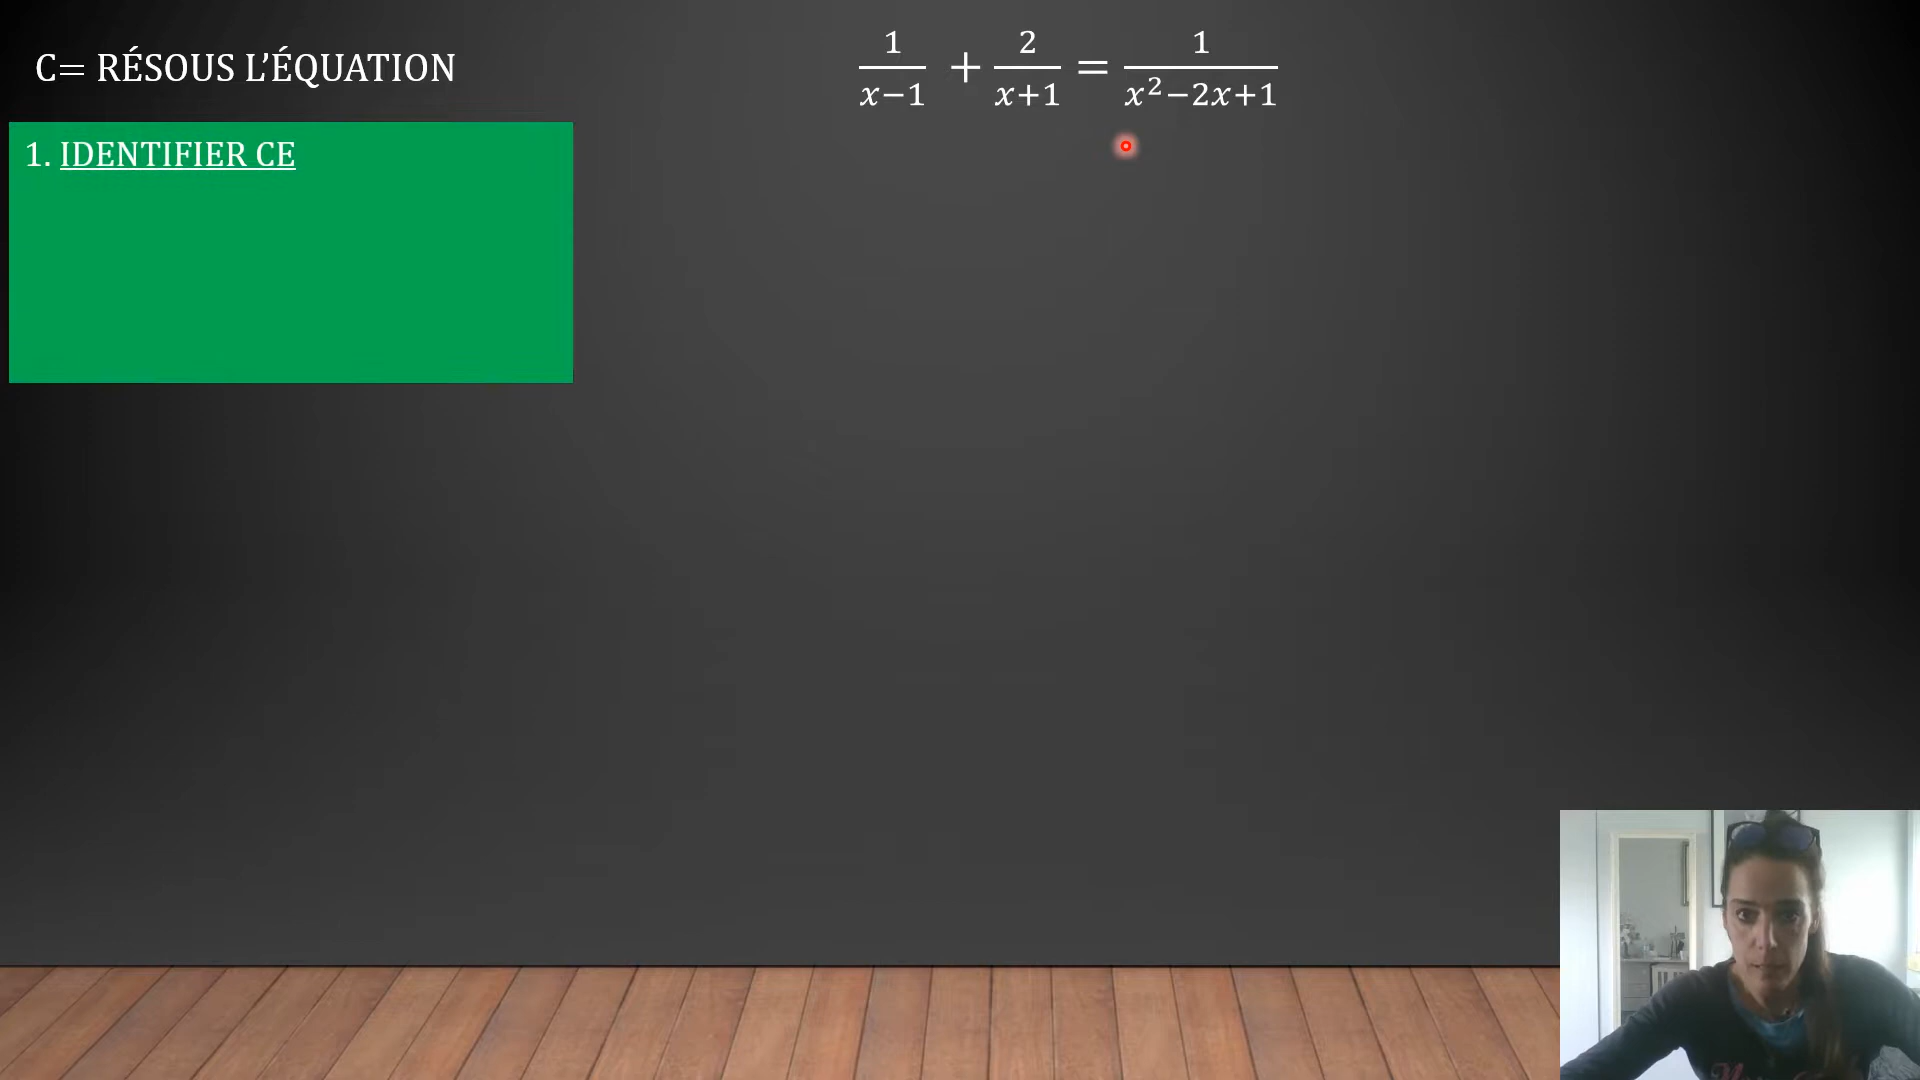 C= RÉSOUS L’ÉQUATION
1/(x−1) + 2/(x+1) = 1/(x²−2x+1)
1. IDENTIFIER CE